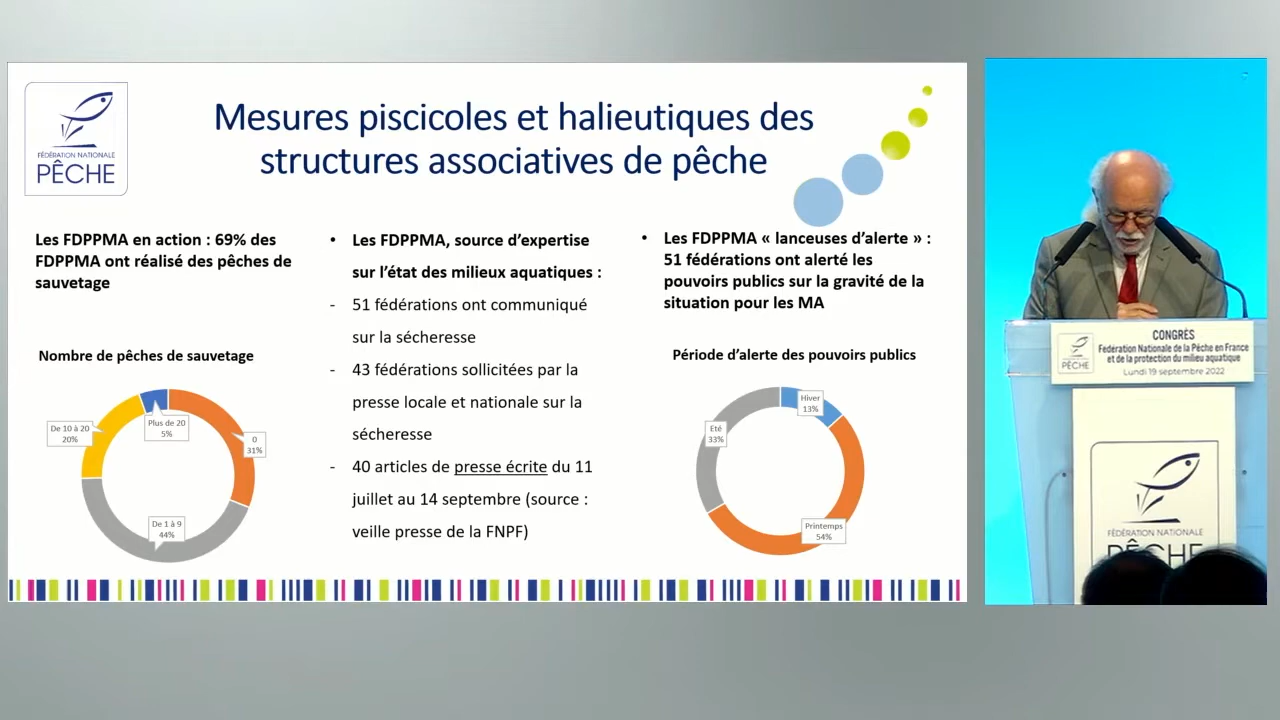 Mesures piscicoles et halieutiques des
structures associatives de pêche
FÉDÉRATION NATIONALE
PÊCHE
Les FDPPMA en action : 69% des
FDPPMA ont réalisé des pêches de
sauvetage
Nombre de pêches de sauvetage
Plus de 20
5%
De 10 à 20
20%
0
31%
De 1 à 9
44%
• Les FDPPMA, source d'expertise
sur l'état des milieux aquatiques :
- 51 fédérations ont communiqué
sur la sécheresse
- 43 fédérations sollicitées par la
presse locale et nationale sur la
sécheresse
- 40 articles de presse écrite du 11
juillet au 14 septembre (source :
veille presse de la FNPF)
• Les FDPPMA « lanceuses d'alerte » :
51 fédérations ont alerté les
pouvoirs publics sur la gravité de la
situation pour les MA
Période d'alerte des pouvoirs publics
Hiver
13%
Eté
33%
Printemps
54%
CONGRÈS
Fédération Nationale de la Pêche en France
et de la protection du milieu aquatique
Lundi 19 septembre 2022
PÊCHE
FÉDÉRATION NATIONALE
PÊCHE